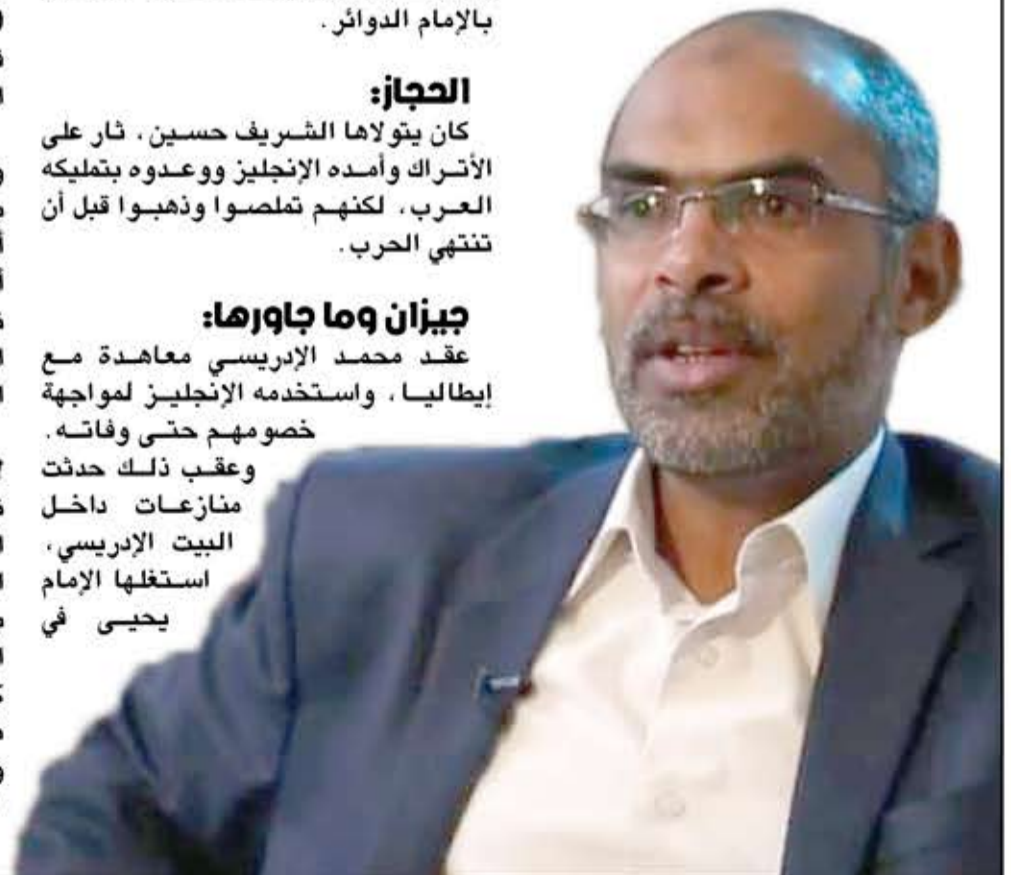 بالإمام الدوائر.
الحجاز:
كان يتولاها الشريف حسين، ثار على
الأتراك وأمده الإنجليز ووعدوه بتمليكه
العرب، لكنهم تملصوا وذهبوا قبل أن
تنتهي الحرب.
جيزان وما جاورها:
عقد محمد الإدريسي معاهدة مع
إيطاليا، واستخدمه الإنجليز لمواجهة
خصومهم حتى وفاته.
وعقب ذلك حدثت
منازعات داخل
البيت الإدريسي،
استغلها الإمام
يحيى في